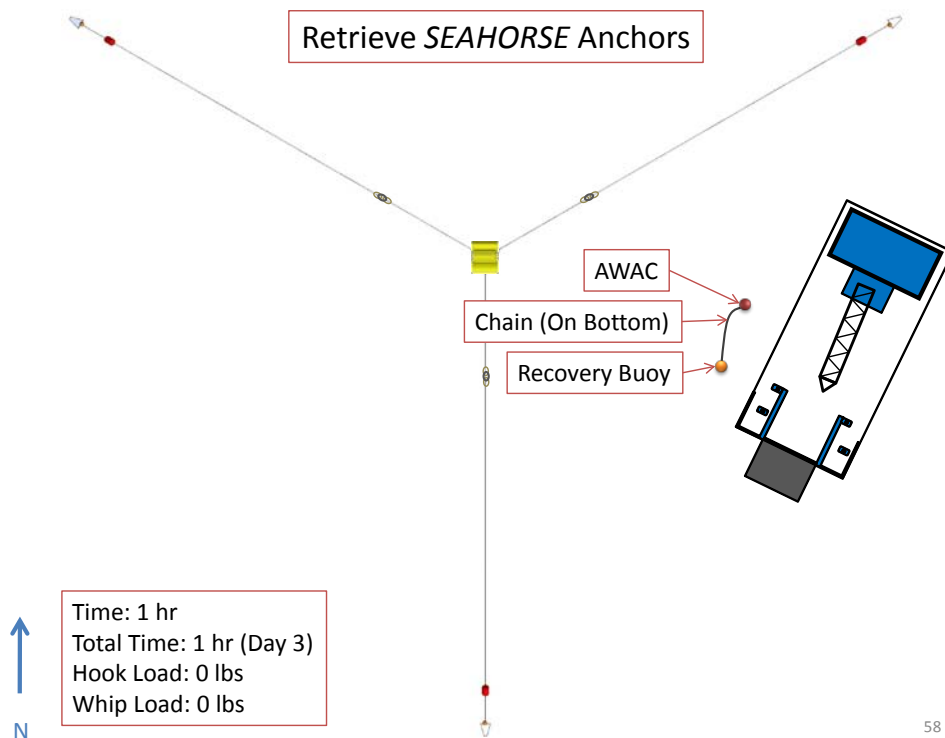 Retrieve SEAHORSE Anchors
AWAC
Chain (On Bottom)
Recovery Buoy
Time: 1 hr
Total Time: 1 hr (Day 3)
Hook Load: 0 lbs
Whip Load: 0 lbs
N
58